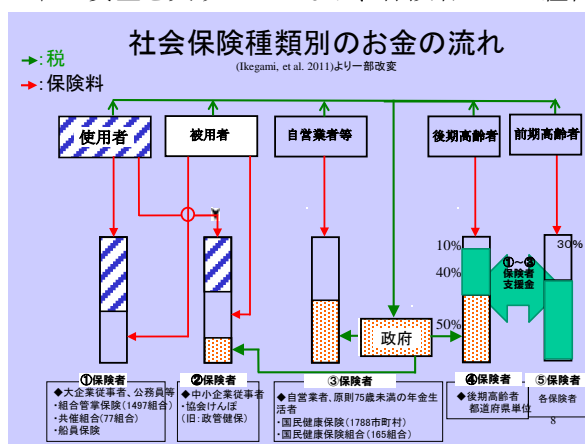 社会保険種類別のお金の流れ
(Ikegami, et al. 2011)より一部改変
:税
:保険料
使用者
被用者
自営業者等
後期高齢者
前期高齢者
10%
40%
50%
30%
①~③
保険者
支援金
政府
①保険者
◆大企業従事者、公務員等
・組合管掌保険(1497組合)
・共催組合(77組合)
・船員保険
②保険者
◆中小企業従事者
・協会けんぽ
(旧:政管健保)
③保険者
◆自営業者、原則75歳未満の年金生
活者
・国民健康保険(1788市町村)
・国民健康保険組合(165組合)
④保険者
◆後期高齢者
都道府県単位
⑤保険者
各保険者
8